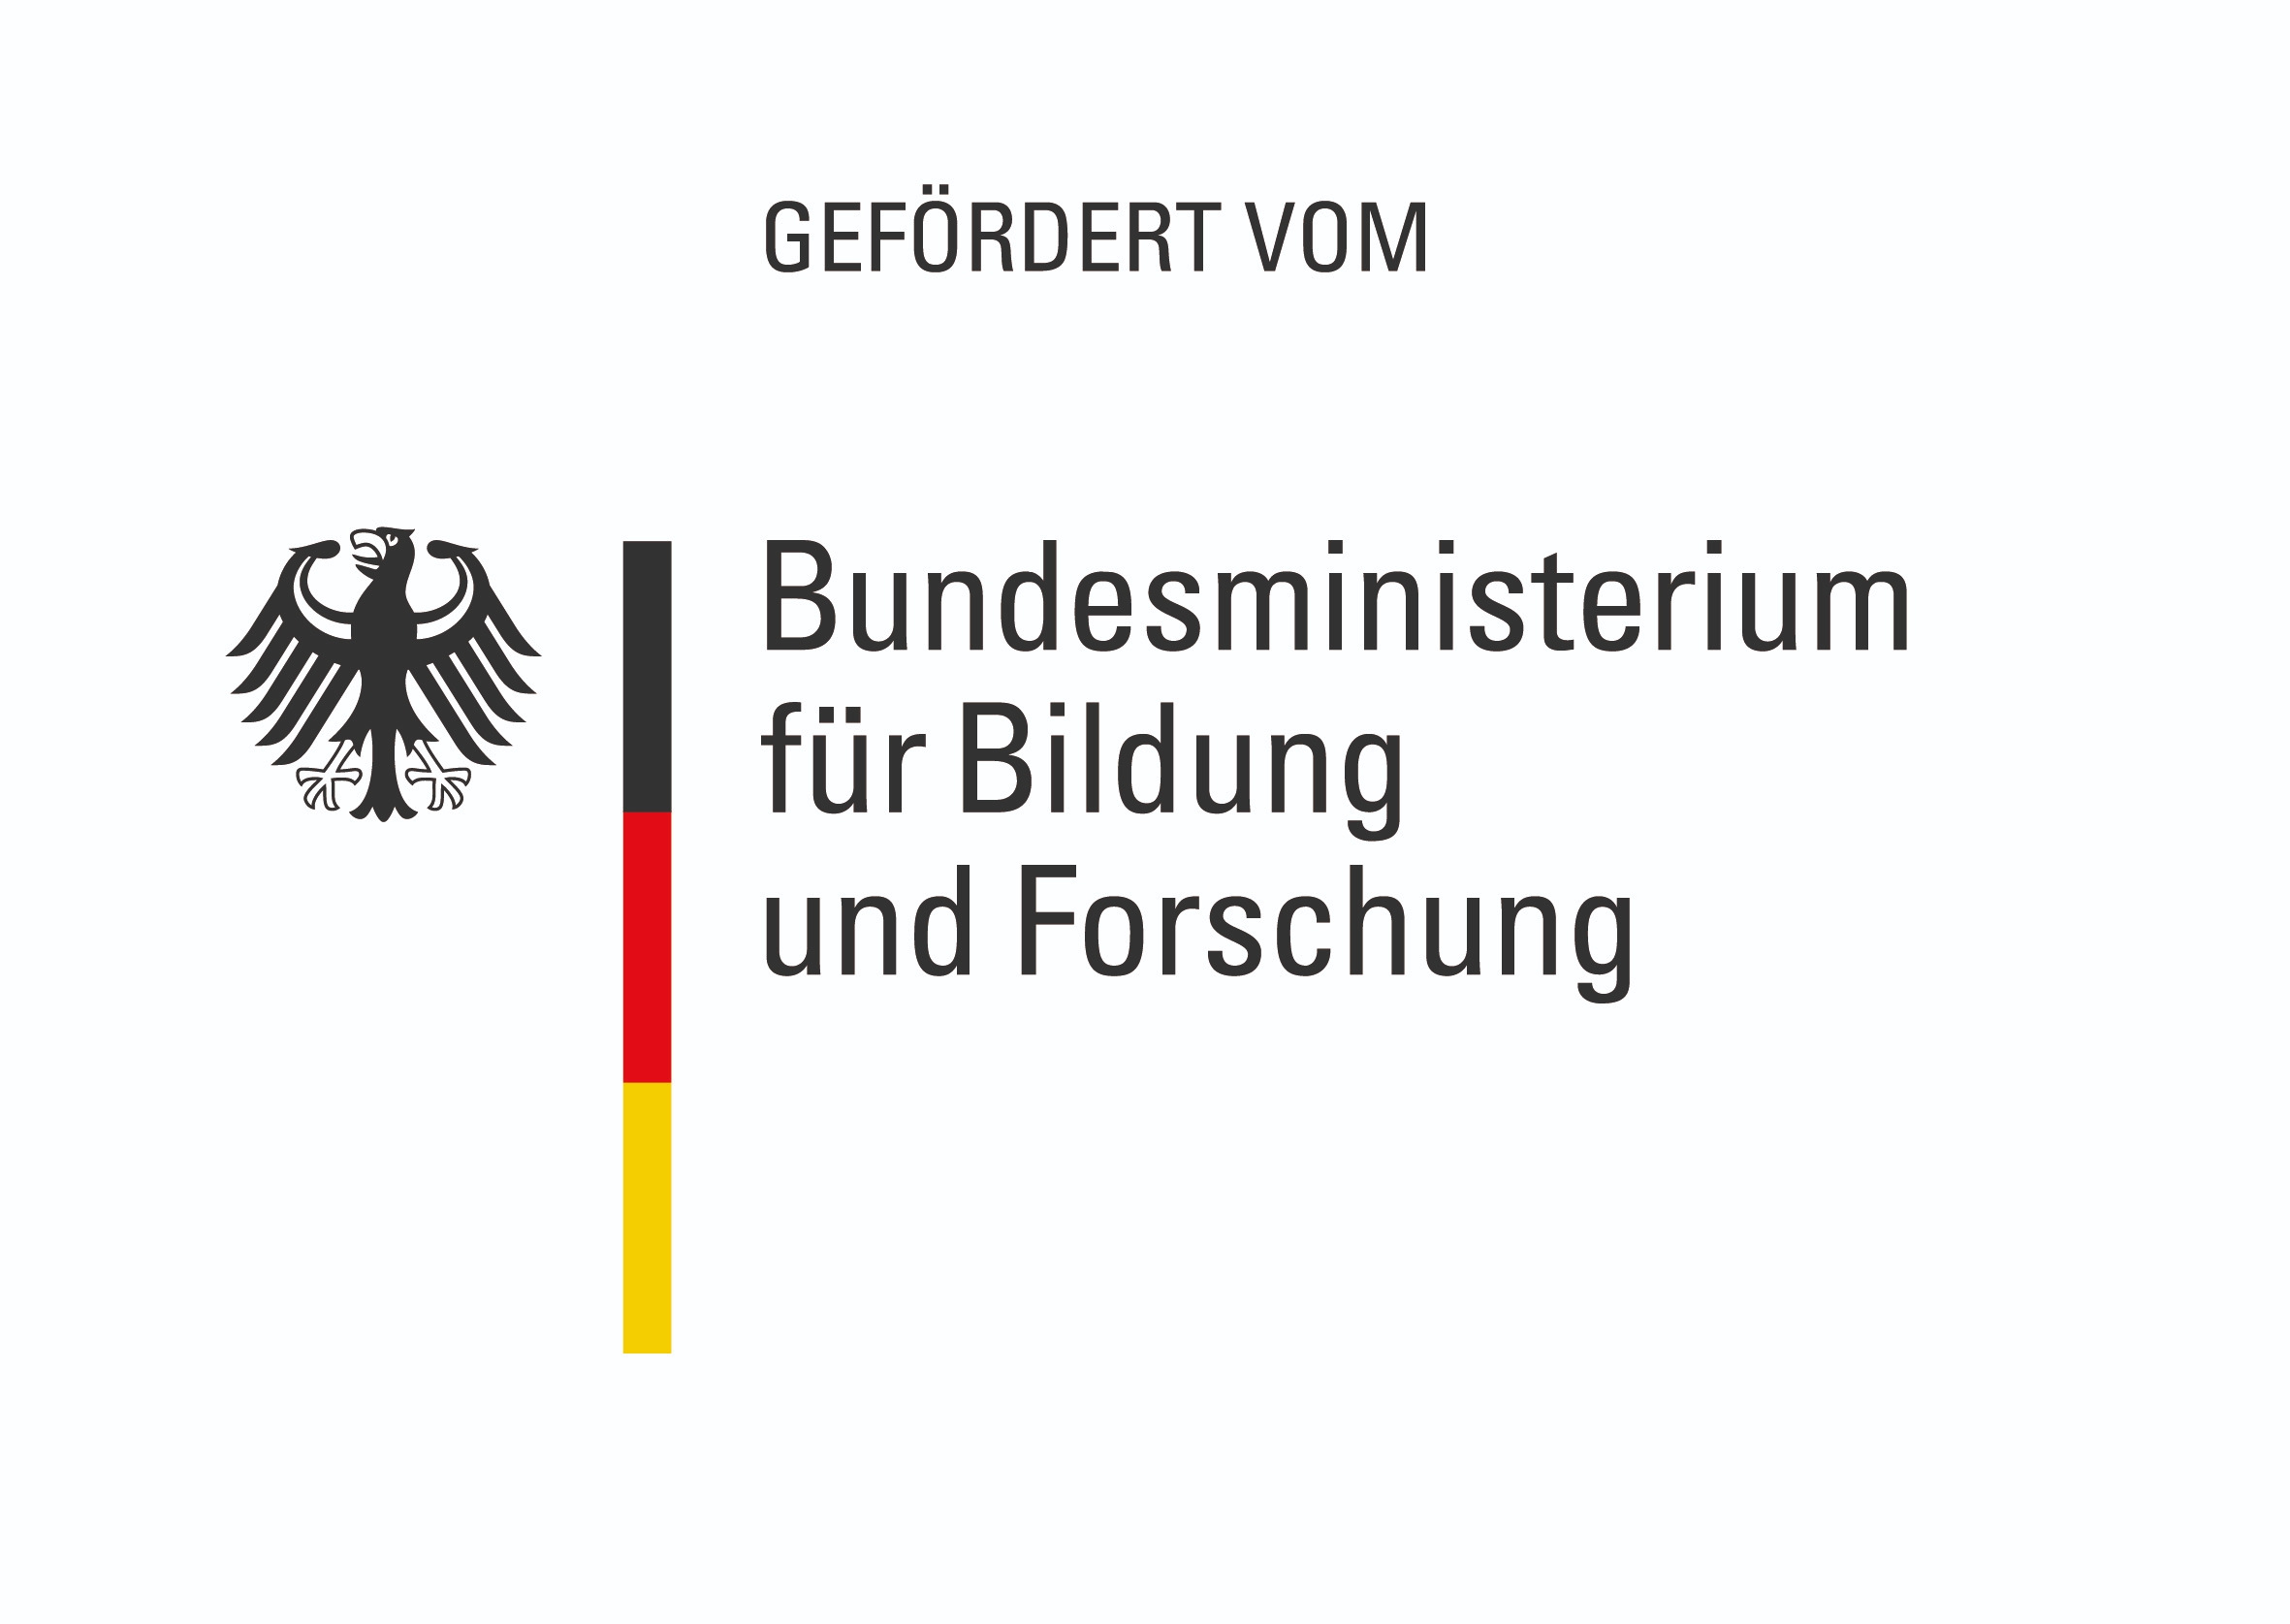 GEFÖRDERT VOM
Bundesministerium
für Bildung
und Forschung